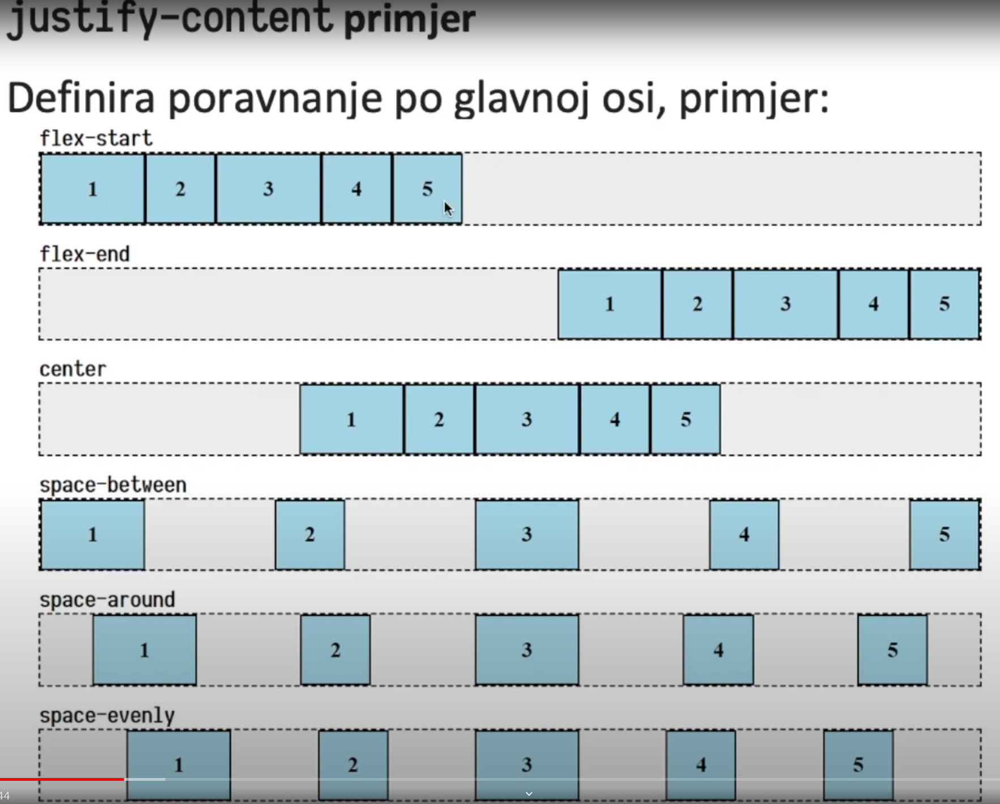 justify-content primjer
Definira poravnanje po glavnoj osi, primjer:
flex-start
1 2 3 4 5
flex-end
1 2 3 4 5
center
1 2 3 4 5
space-between
1 2 3 4 5
space-around
1 2 3 4 5
space-evenly
1 2 3 4 5
44